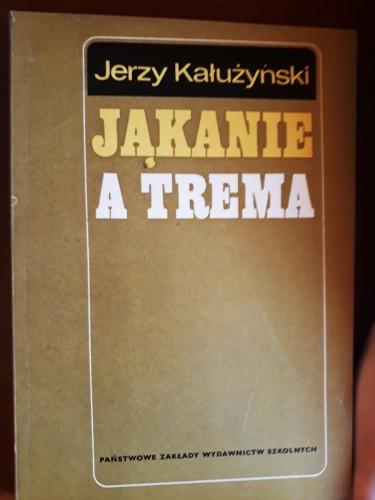 Jerzy Kałużyński
JĄKANIE
A TREMA
PAŃSTWOWE ZAKŁADY WYDAWNICTW SZKOLNYCH